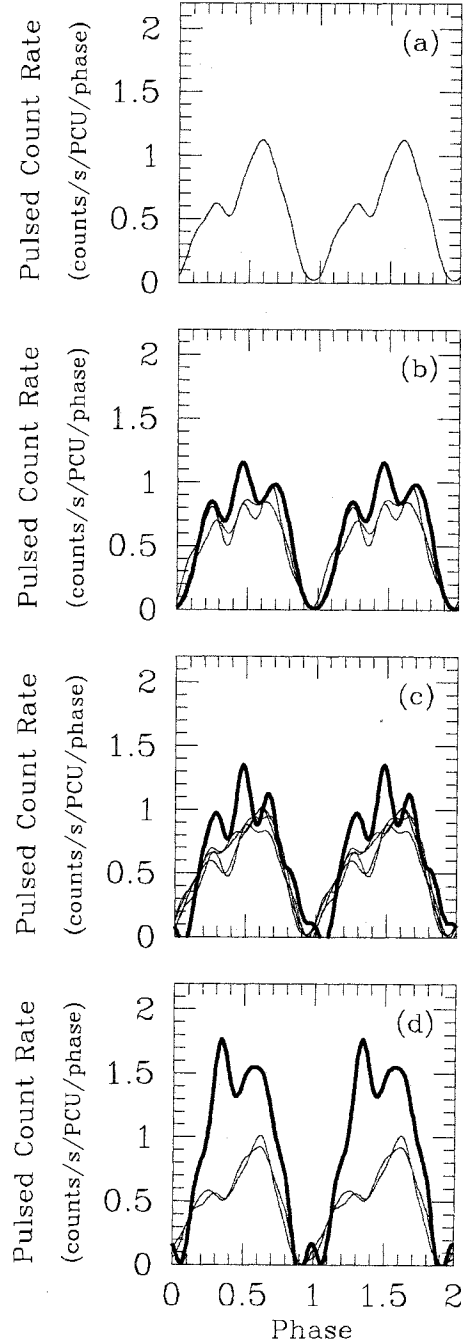 (a)
Pulsed Count Rate
(counts/s/PCU/phase)
2
1.5
1
0.5
0
(b)
Pulsed Count Rate
(counts/s/PCU/phase)
2
1.5
1
0.5
0
(c)
Pulsed Count Rate
(counts/s/PCU/phase)
2
1.5
1
0.5
0
(d)
Pulsed Count Rate
(counts/s/PCU/phase)
2
1.5
1
0.5
0
0 0.5 1 1.5 2
Phase